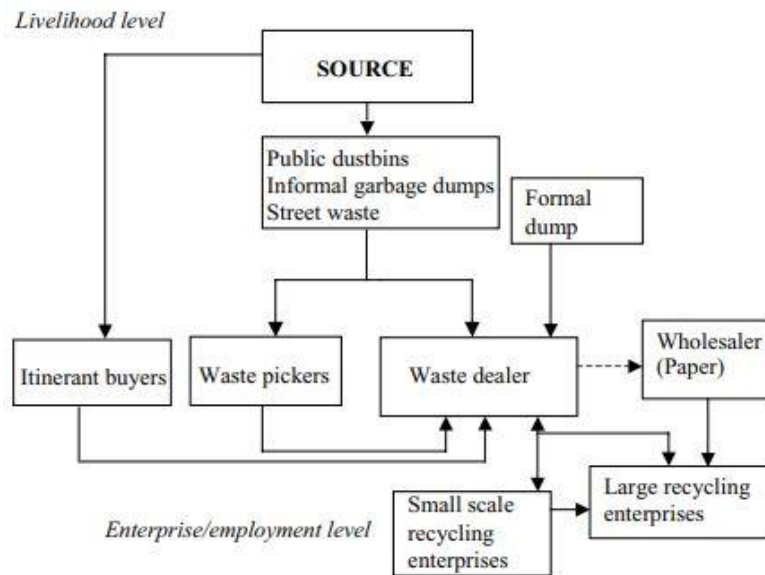 Livelihood level
SOURCE
Public dustbins
Informal garbage dumps
Street waste
Formal
dump
Itinerant buyers
Waste pickers
Waste dealer
Wholesaler
(Paper)
Enterprise/employment level
Small scale
recycling
enterprises
Large recycling
enterprises